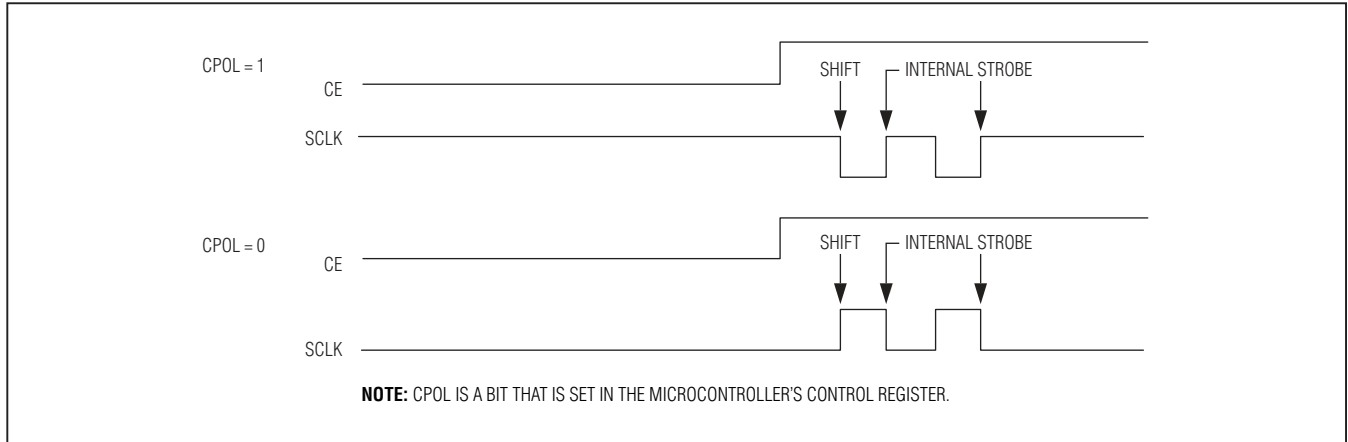 CPOL = 1
CE
SHIFT
INTERNAL STROBE
SCLK
CPOL = 0
CE
SHIFT
INTERNAL STROBE
SCLK
NOTE: CPOL IS A BIT THAT IS SET IN THE MICROCONTROLLER'S CONTROL REGISTER.